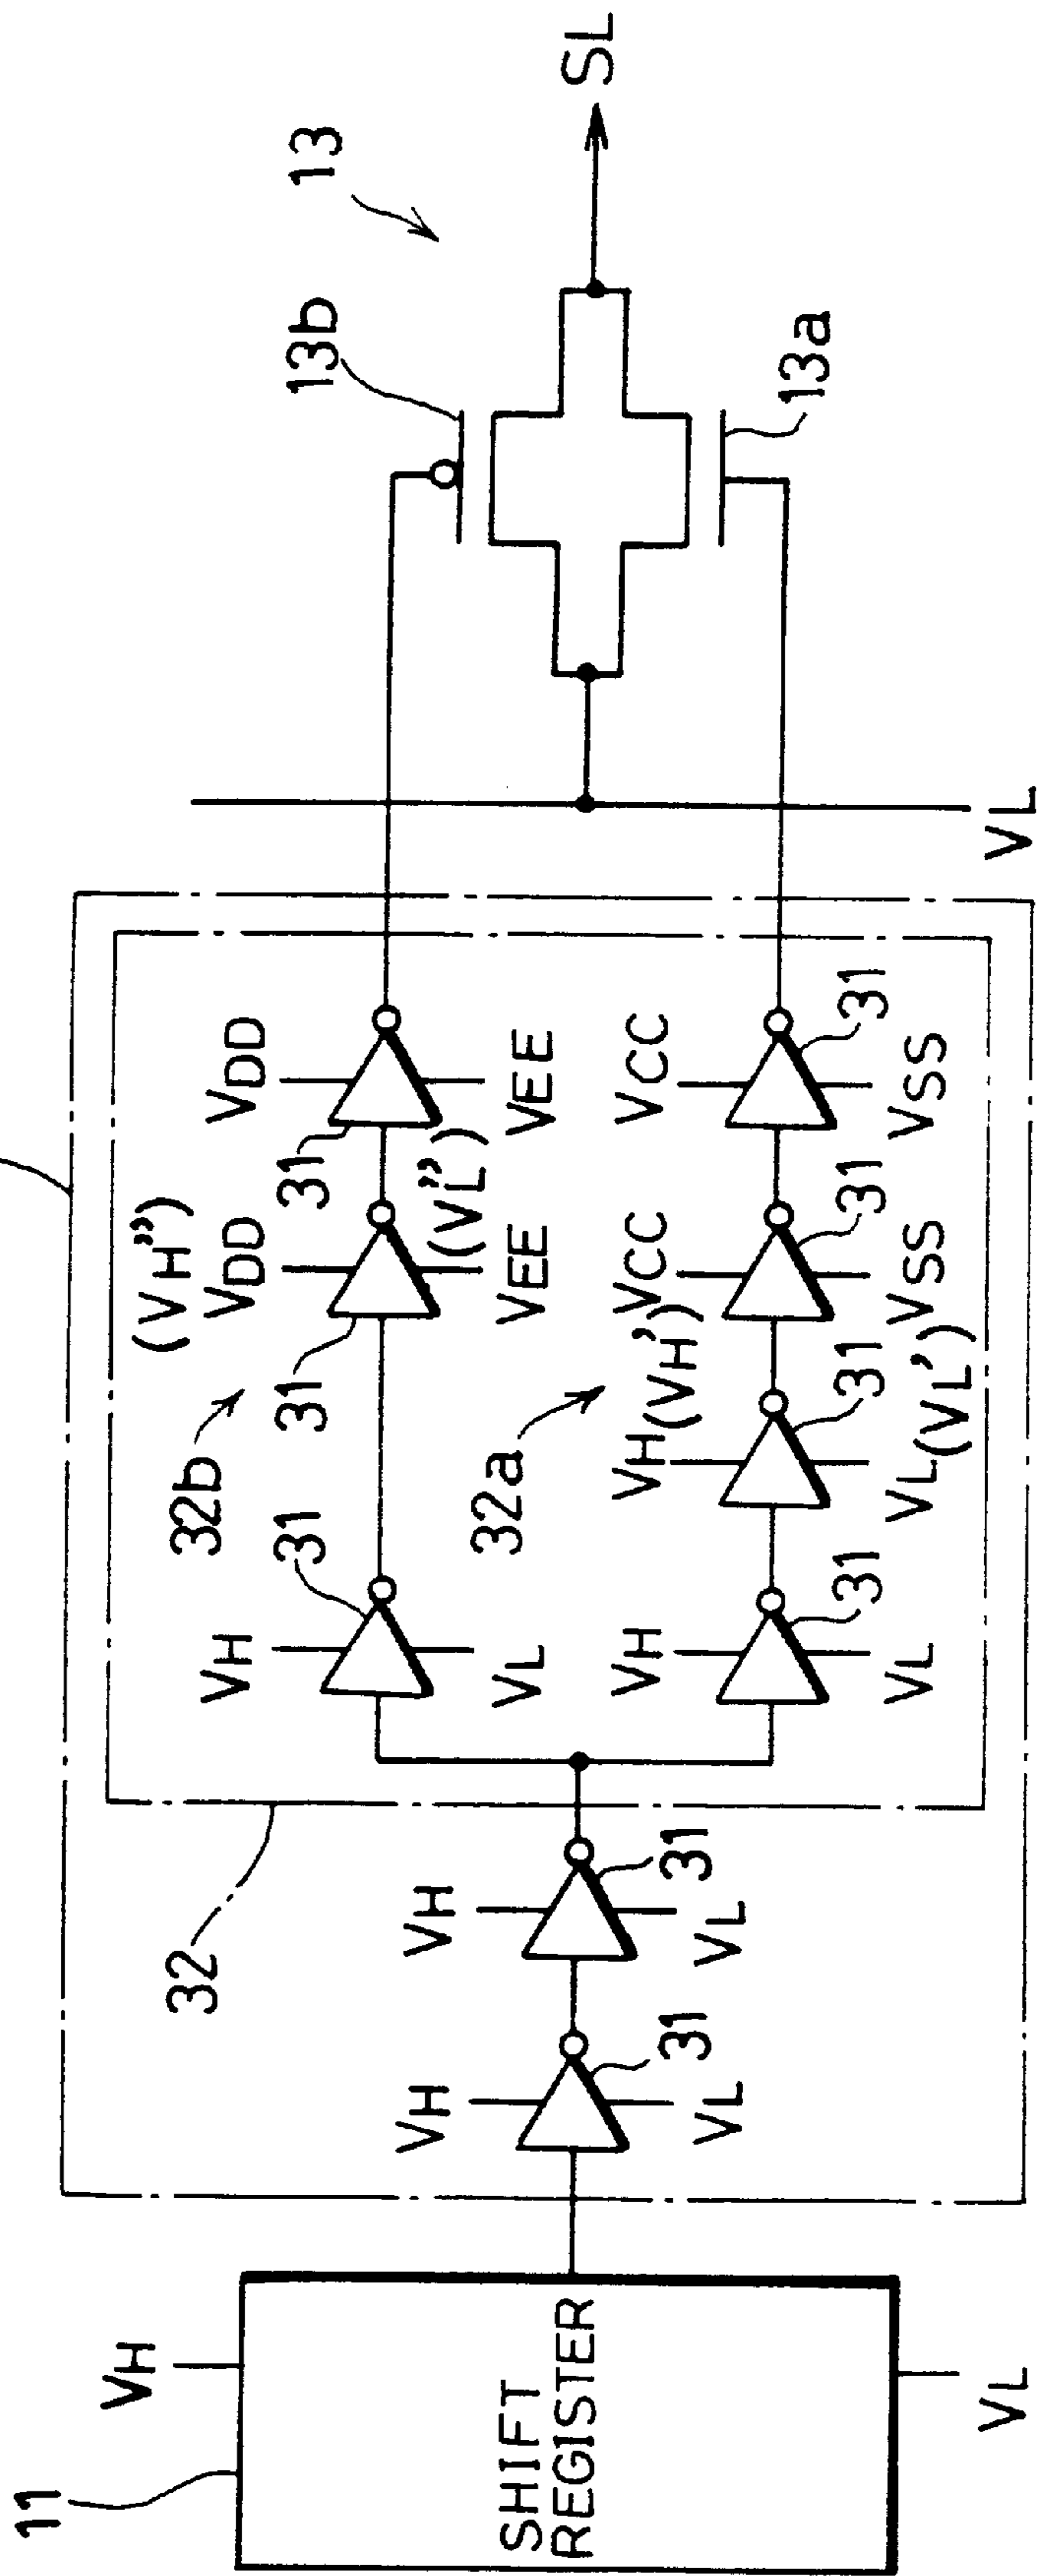 11
VH
SHIFT
REGISTER
VL
VH
31
VL
VH
31
VL
32
32b
(VH")
VH
31
VL
VDD
31
VEE
(VL")
VDD
31
VEE
32a
VH
31
VL
VH
(VH')
31
VL
(VL')
VCC
31
VSS
VCC
31
VSS
VL
13
13b
13a
SL